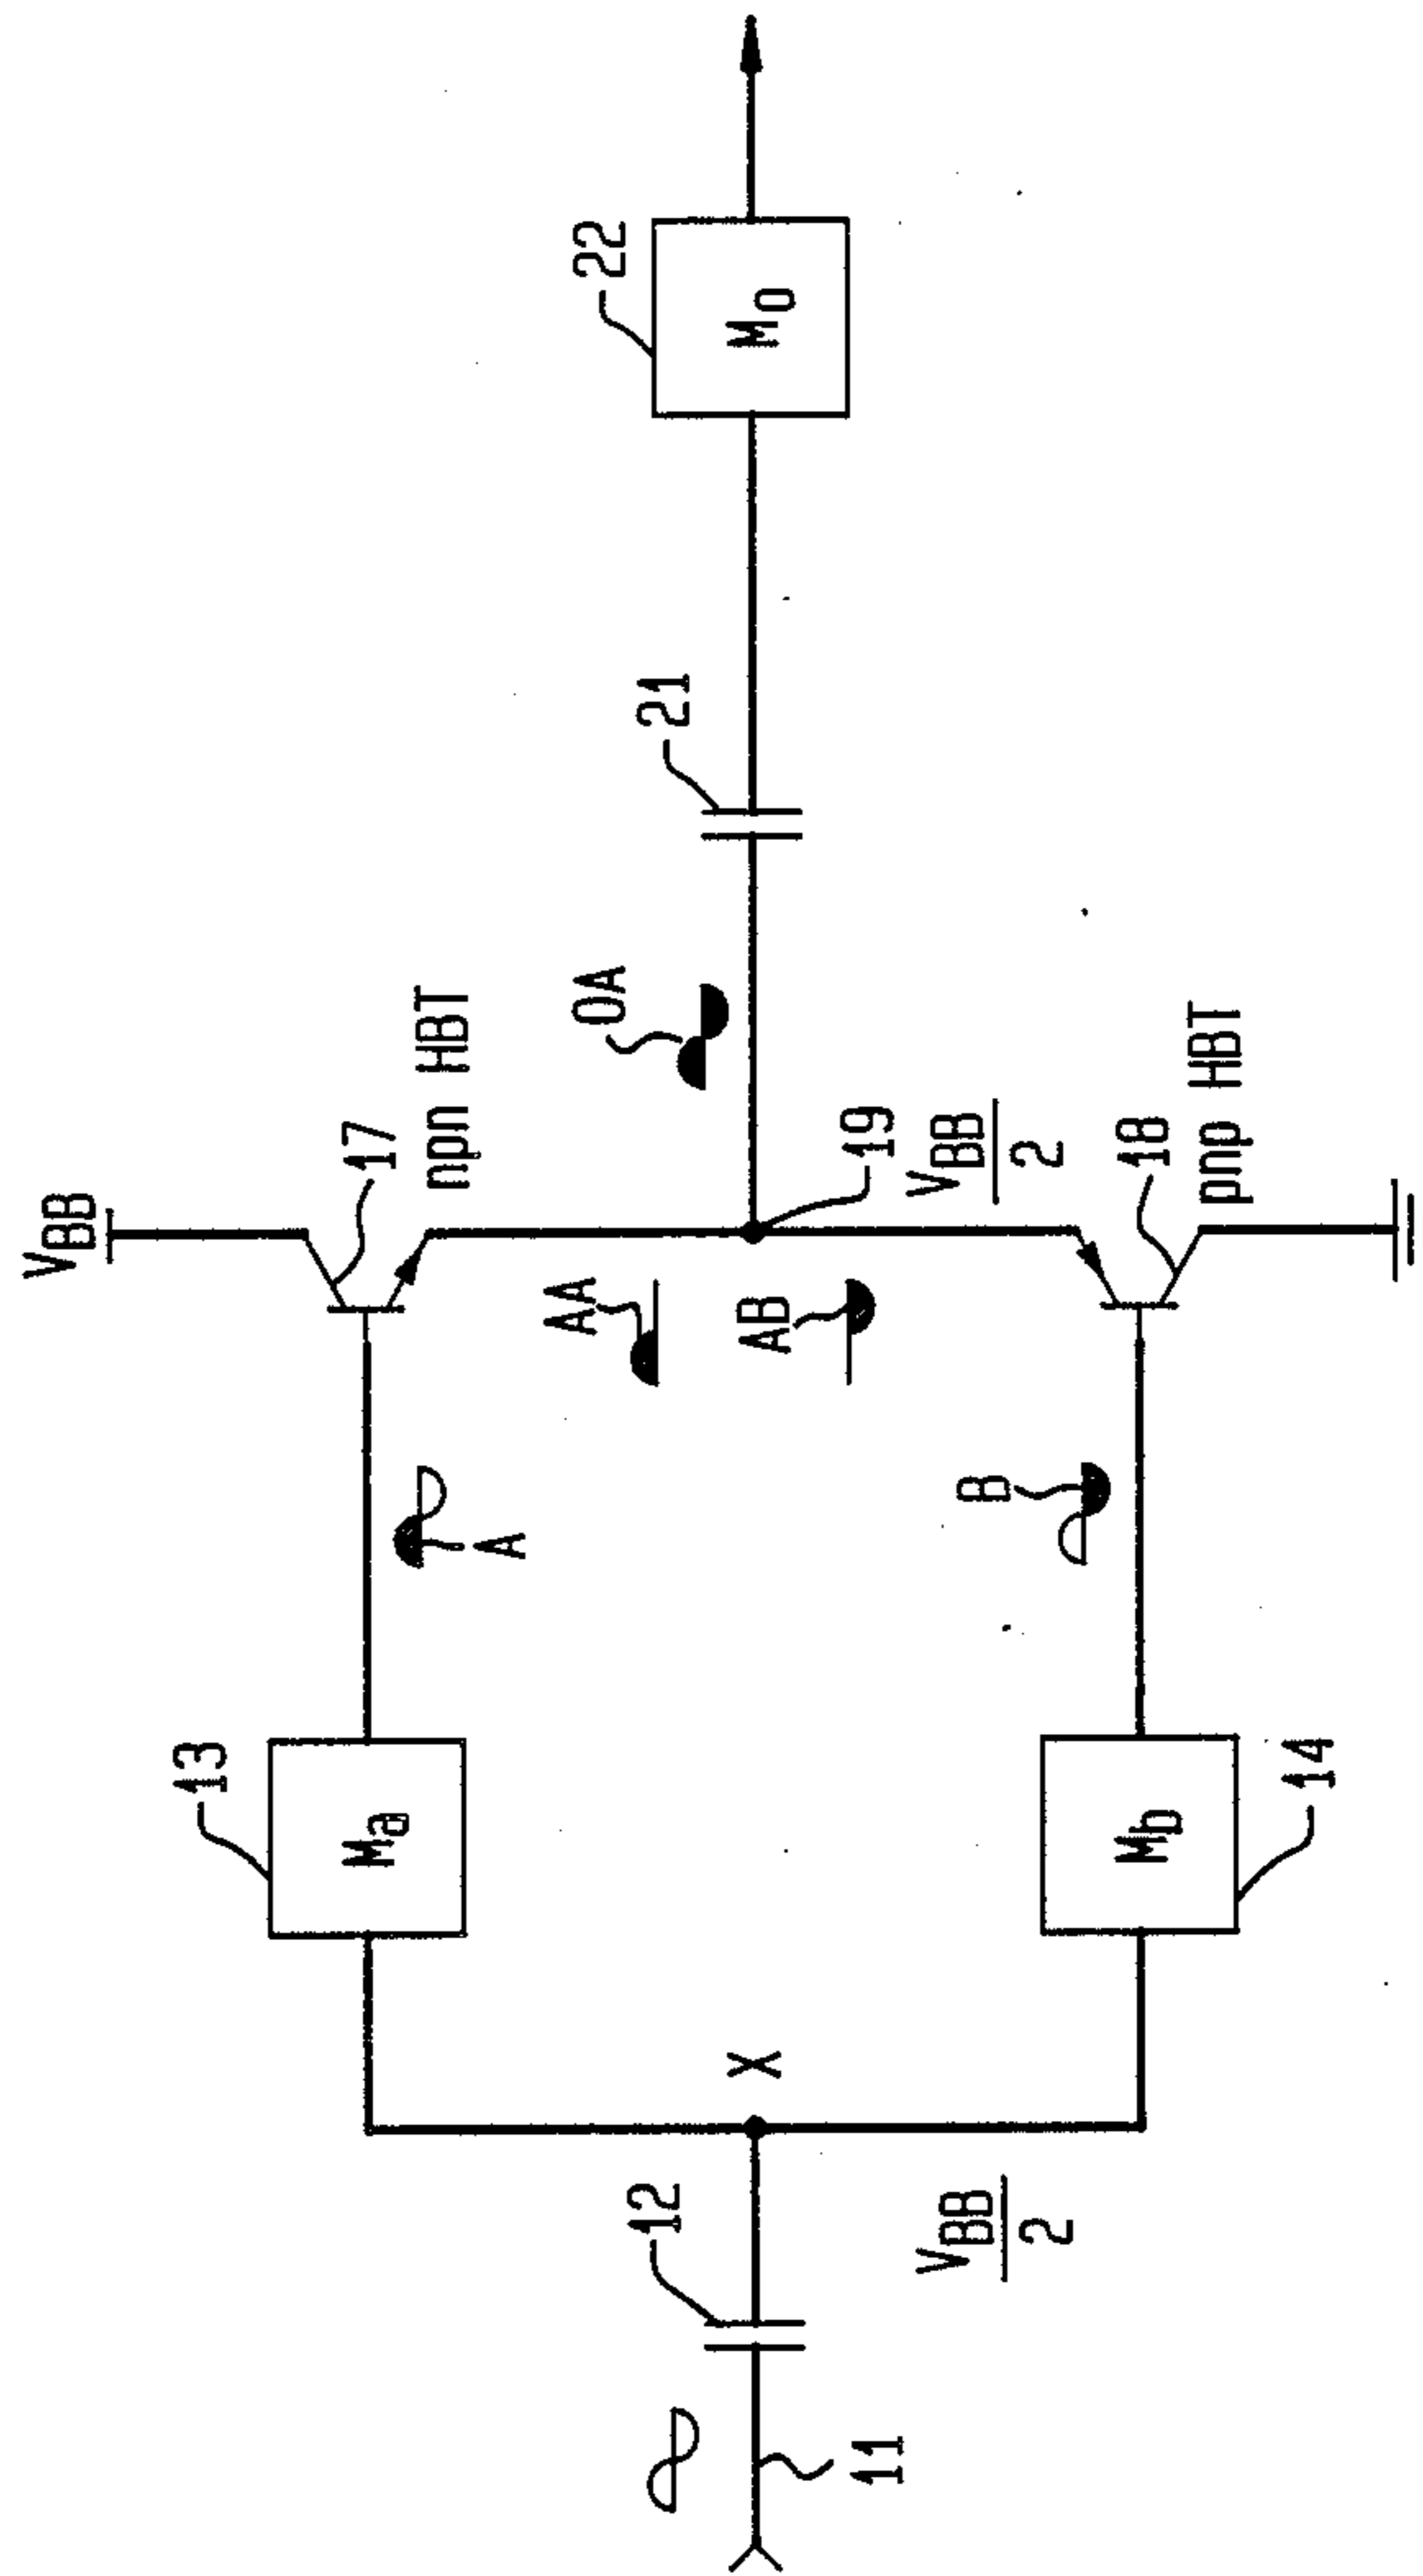 11
12
V_BB/2
X
13
M_a
14
M_b
A
B
V_BB
17
npn HBT
AA
AB
19
V_BB/2
18
pnp HBT
OA
21
22
M_o